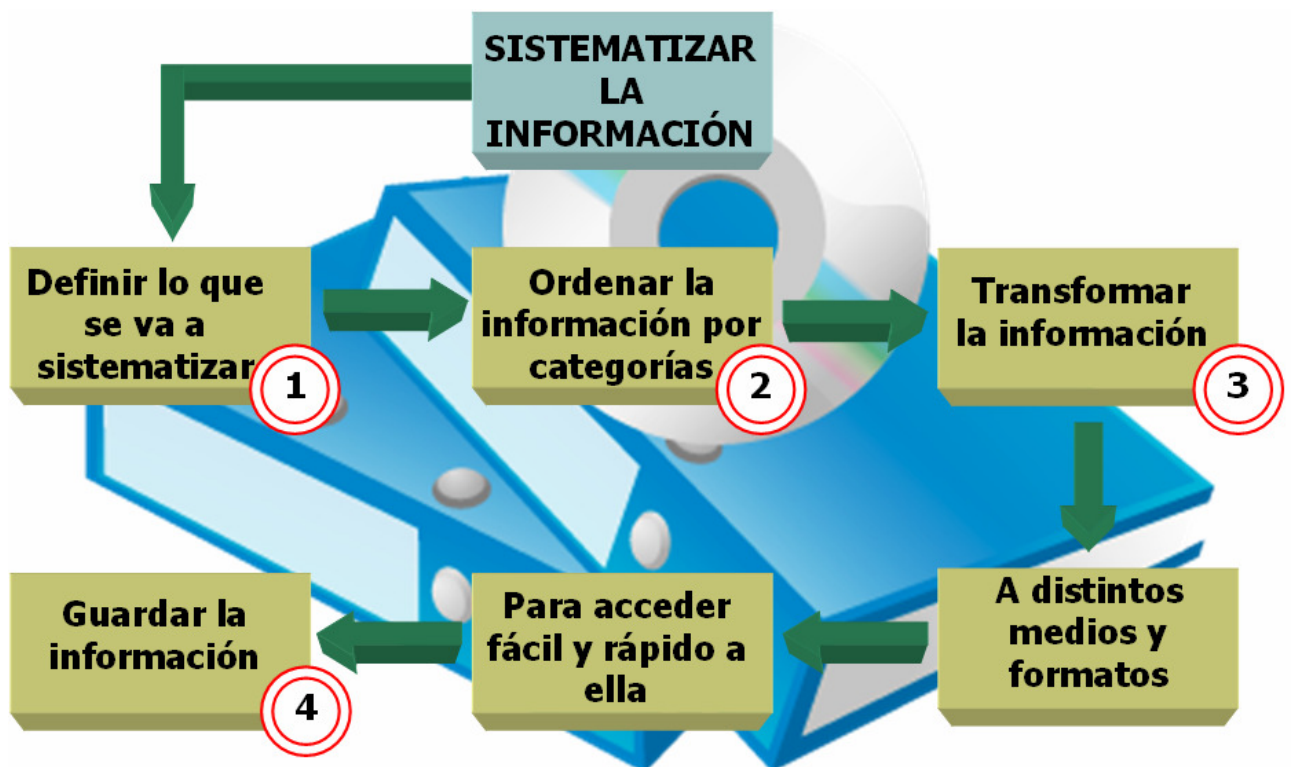 SISTEMATIZAR
LA
INFORMACIÓN
Definir lo que
se va a
sistematizar
1
Ordenar la
información por
categorías
2
Transformar
la información
3
A distintos
medios y
formatos
Para acceder
fácil y rápido a
ella
Guardar la
información
4